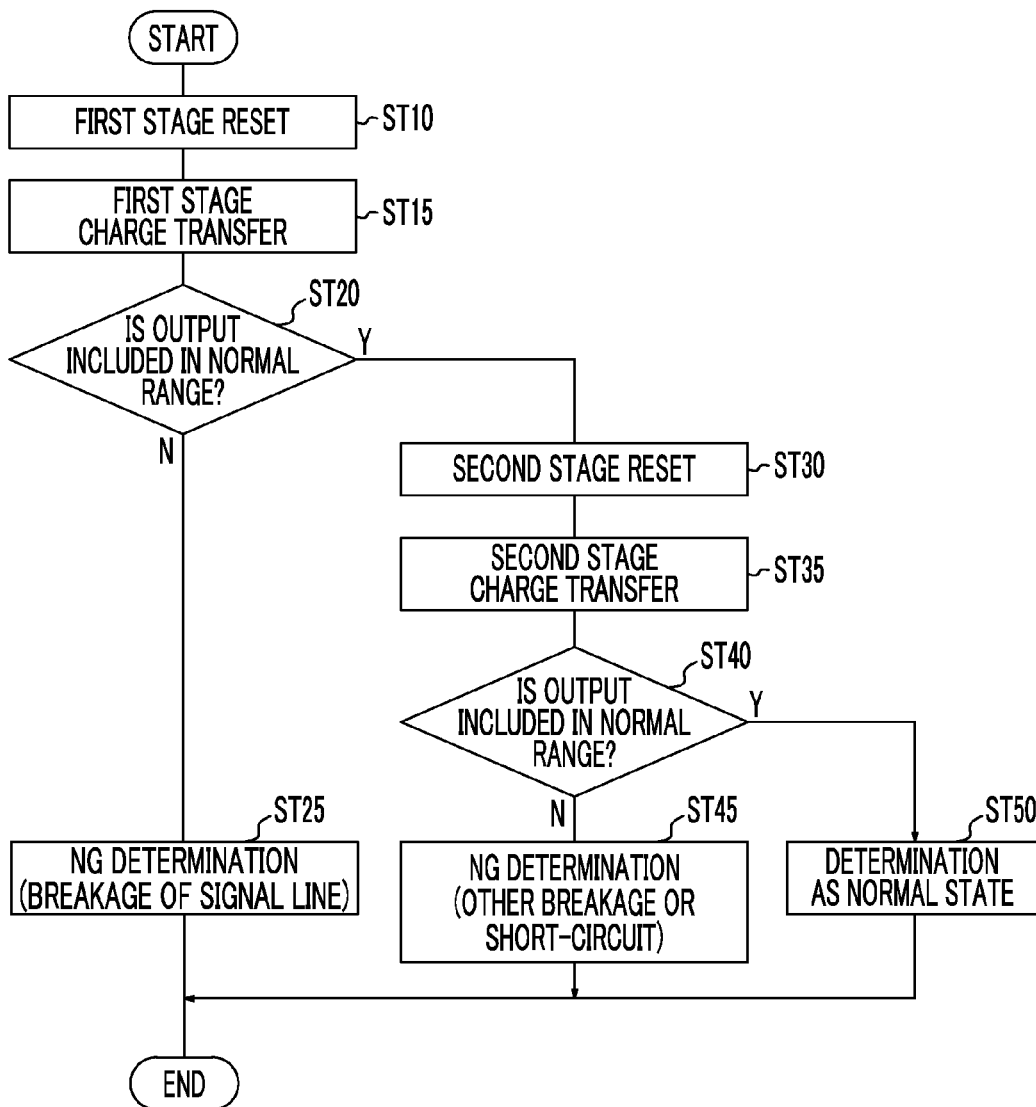 START
FIRST STAGE RESET
ST10
FIRST STAGE
CHARGE TRANSFER
ST15
ST20
IS OUTPUT
INCLUDED IN NORMAL
RANGE?
Y
N
SECOND STAGE RESET
ST30
SECOND STAGE
CHARGE TRANSFER
ST35
ST40
IS OUTPUT
INCLUDED IN NORMAL
RANGE?
Y
N
ST25
NG DETERMINATION
(BREAKAGE OF SIGNAL LINE)
ST45
NG DETERMINATION
(OTHER BREAKAGE OR
SHORT-CIRCUIT)
ST50
DETERMINATION
AS NORMAL STATE
END